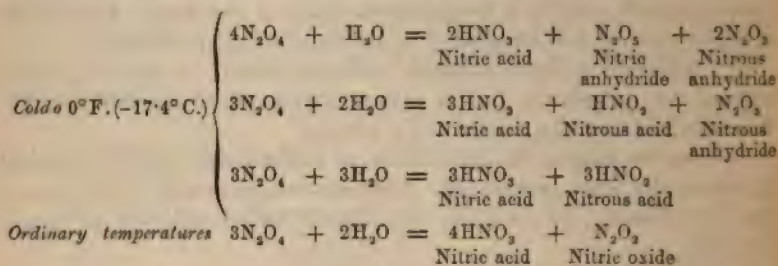 4N₂O₄ + H₂O = 2HNO₃ + N₂O₅ + 2N₂O₃
Nitric acid Nitric Nitrous
anhydride anhydride
Cold o 0°F. (-17·4° C.) 3N₂O₄ + 2H₂O = 3HNO₃ + HNO₂ + N₂O₃
Nitric acid Nitrous acid Nitrous
anhydride
3N₂O₄ + 3H₂O = 3HNO₃ + 3HNO₂
Nitric acid Nitrous acid
Ordinary temperatures 3N₂O₄ + 2H₂O = 4HNO₃ + N₂O₂
Nitric acid Nitric oxide